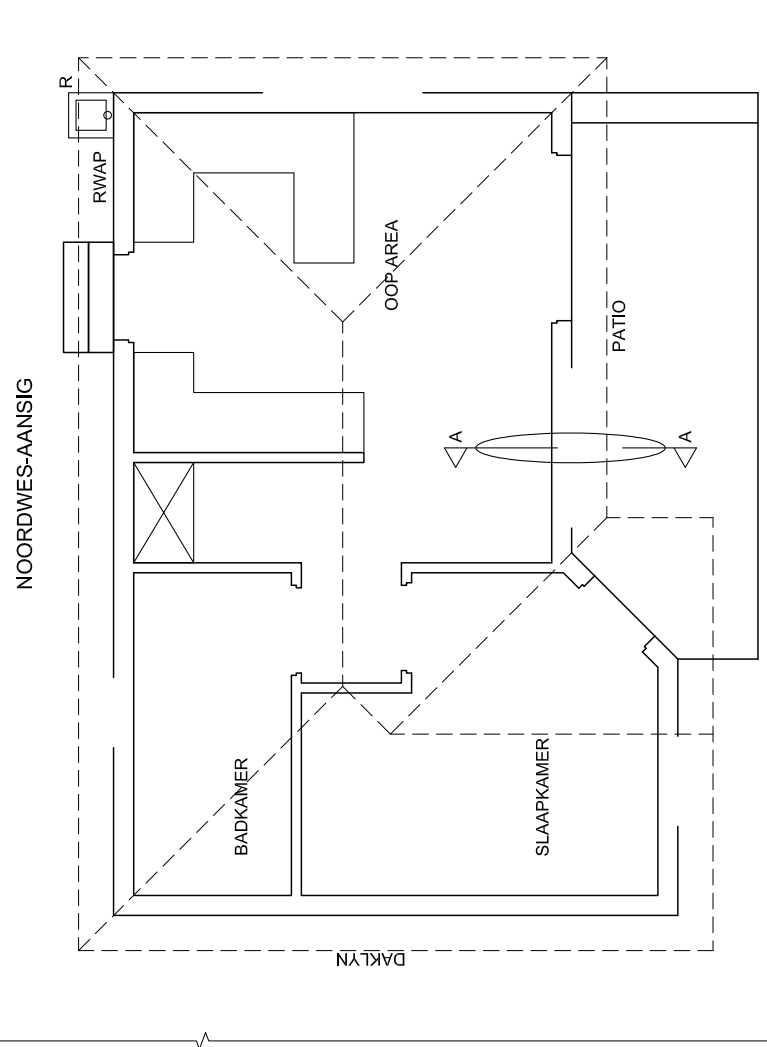 R
RWAP
OOP AREA
PATIO
NOORDWES-AANSIG
A
A
BADKAMER
SLAAPKAMER
DAKLYN